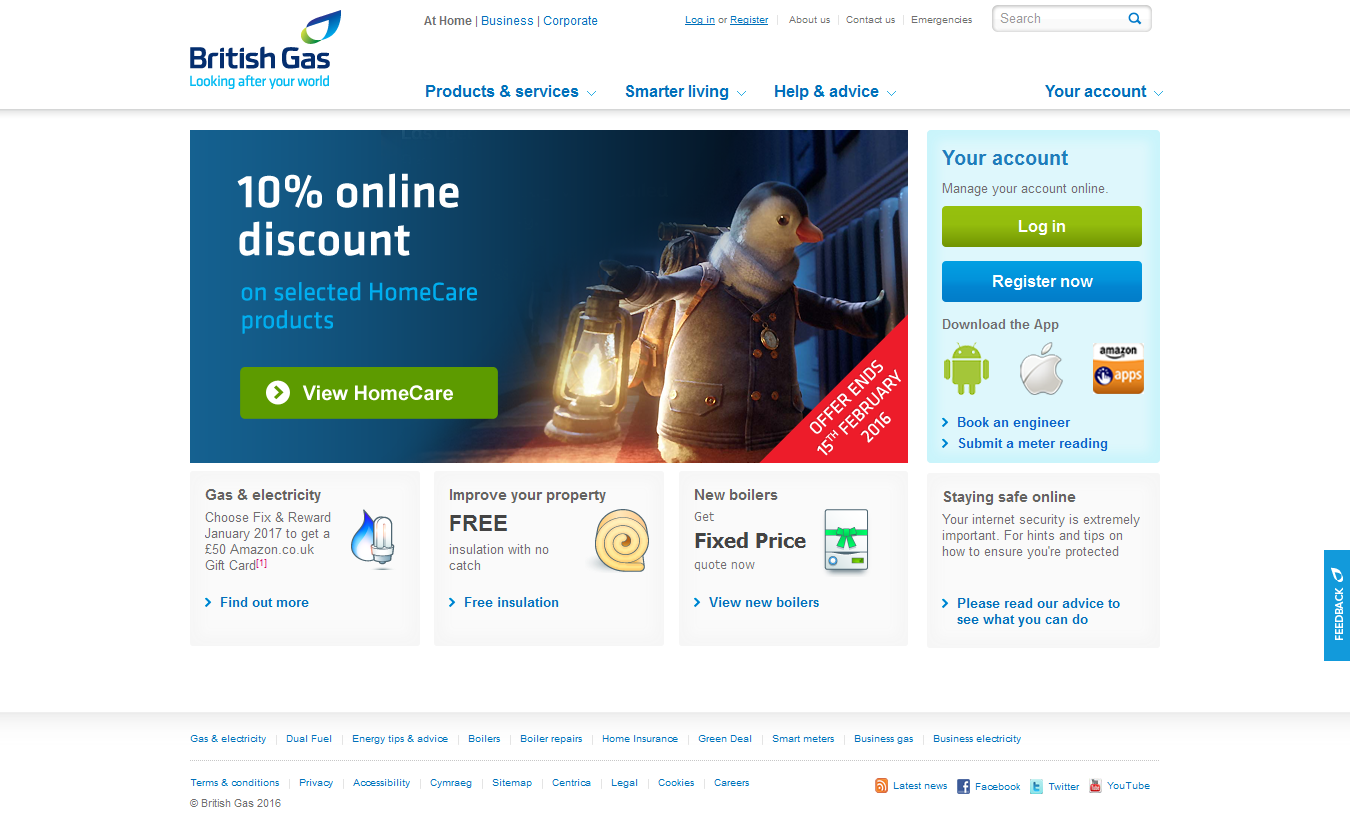 British Gas
Looking after your world
At Home | Business | Corporate
Log in or Register
About us
Contact us
Emergencies
Search
Products & services
Smarter living
Help & advice
Your account
10% online
discount
on selected HomeCare
products
View HomeCare
OFFER ENDS
15TH FEBRUARY
2016
Your account
Manage your account online.
Log in
Register now
Download the App
amazon
apps
Book an engineer
Submit a meter reading
Gas & electricity
Choose Fix & Reward
January 2017 to get a
£50 Amazon.co.uk
Gift Card[1]
Find out more
Improve your property
FREE
insulation with no
catch
Free insulation
New boilers
Get
Fixed Price
quote now
View new boilers
Staying safe online
Your internet security is extremely
important. For hints and tips on
how to ensure you're protected
Please read our advice to
see what you can do
FEEDBACK
Gas & electricity
Dual Fuel
Energy tips & advice
Boilers
Boiler repairs
Home Insurance
Green Deal
Smart meters
Business gas
Business electricity
Terms & conditions
Privacy
Accessibility
Cymraeg
Sitemap
Centrica
Legal
Cookies
Careers
Latest news
Facebook
Twitter
YouTube
© British Gas 2016